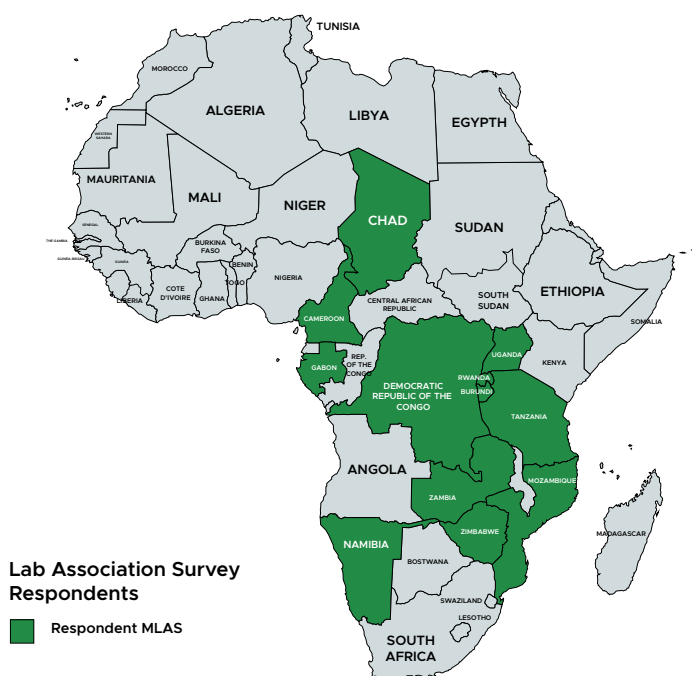 TUNISIA
MOROCCO
ALGERIA
LIBYA
EGYPTH
WESTERN
SAHARA
MAURITANIA
MALI
NIGER
CHAD
SUDAN
SENEGAL
THE GAMBIA
GUINEA-BISSAU
GUINEA
BURKINA
FASO
BENIN
TOGO
NIGERIA
COTE
D'IVOIRE
GHANA
LIBERIA
CENTRAL AFRICAN
REPUBLIC
SOUTH
SUDAN
ETHIOPIA
SOMALIA
CAMEROON
GABON
REP.
OF THE
CONGO
UGANDA
KENYA
RWANDA
BURUNDI
DEMOCRATIC
REPUBLIC OF THE
CONGO
TANZANIA
ANGOLA
ZAMBIA
MOZAMBIQUE
NAMIBIA
ZIMBABWE
MADAGASCAR
BOSTWANA
SWAZILAND
LESOTHO
SOUTH
AFRICA
Lab Association Survey
Respondents
Respondent MLAS